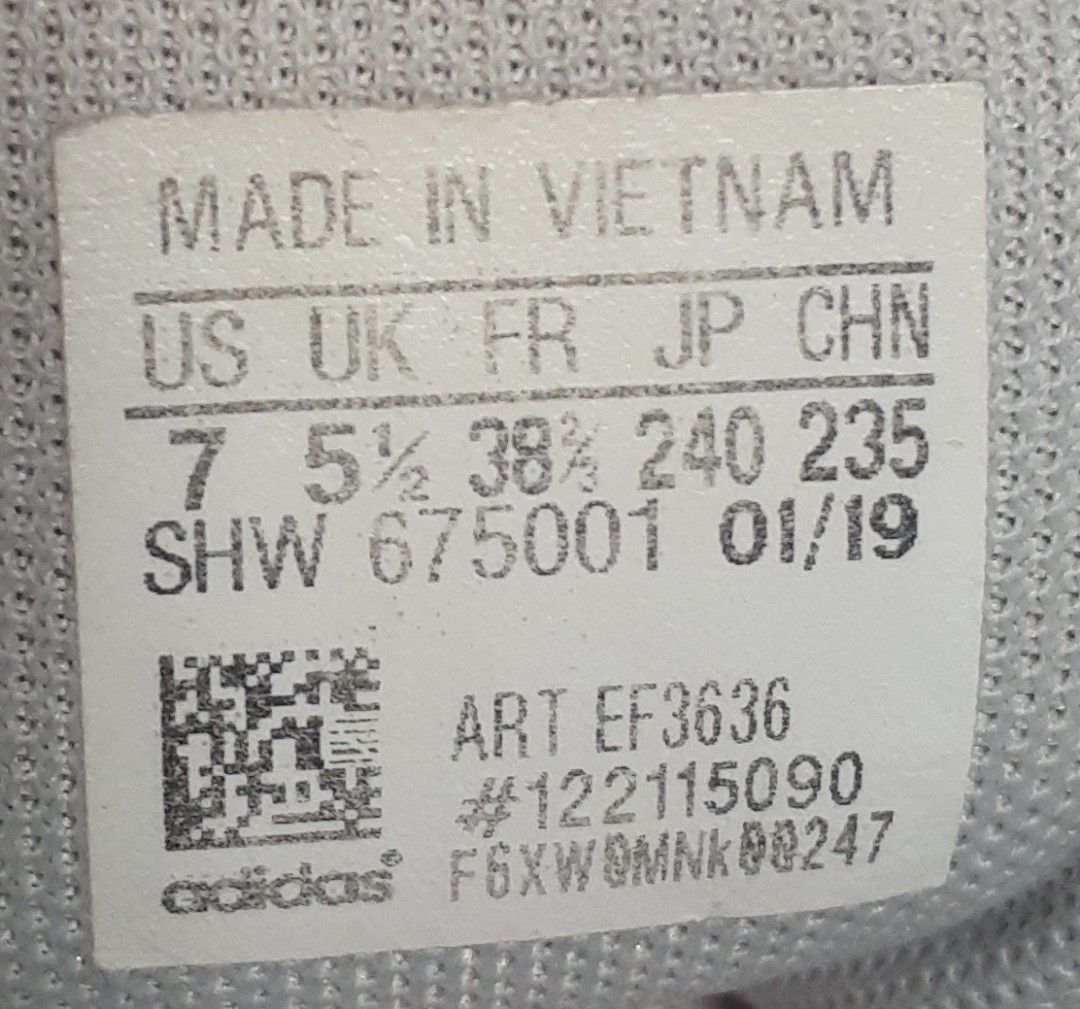 MADE IN VIETNAM
US UK FR JP CHN
7 5½ 38⅔ 240 235
SHW 675001 01/19
ART EF3636
#122115090
F6XW0MNK00247
adidas®